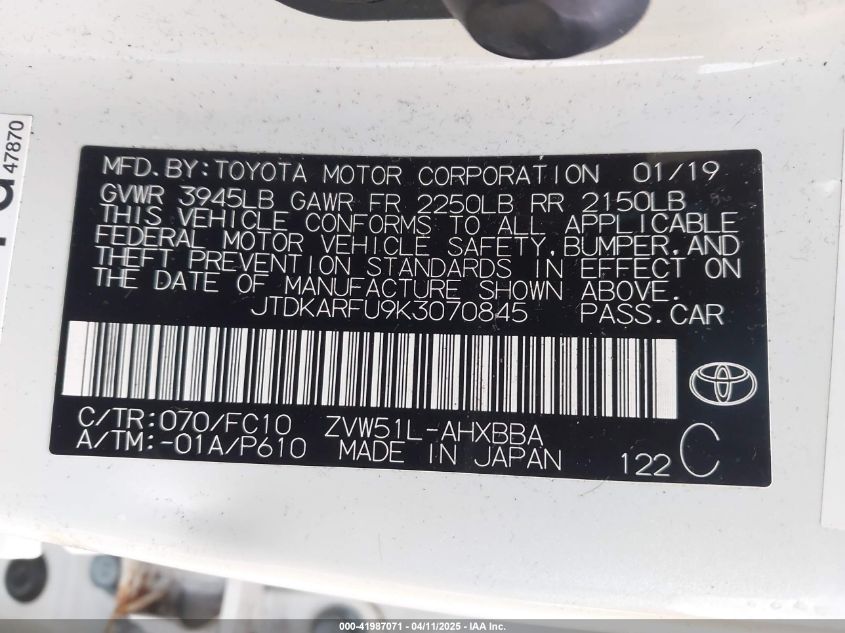 47870
MFD.BY:TOYOTA MOTOR CORPORATION 01/19
GVWR 3945LB GAWR FR 2250LB RR 2150LB
THIS VEHICLE CONFORMS TO ALL APPLICABLE
FEDERAL MOTOR VEHICLE SAFETY,BUMPER,AND
THEFT PREVENTION STANDARDS IN EFFECT ON
THE DATE OF MANUFACTURE SHOWN ABOVE.
JTDKARFU9K3070845 PASS.CAR
C/TR:070/FC10 ZVW51L-AHXBBA
A/TM:-01A/P610 MADE IN JAPAN 122 C
000-41987071 - 04/11/2025 - IAA Inc.